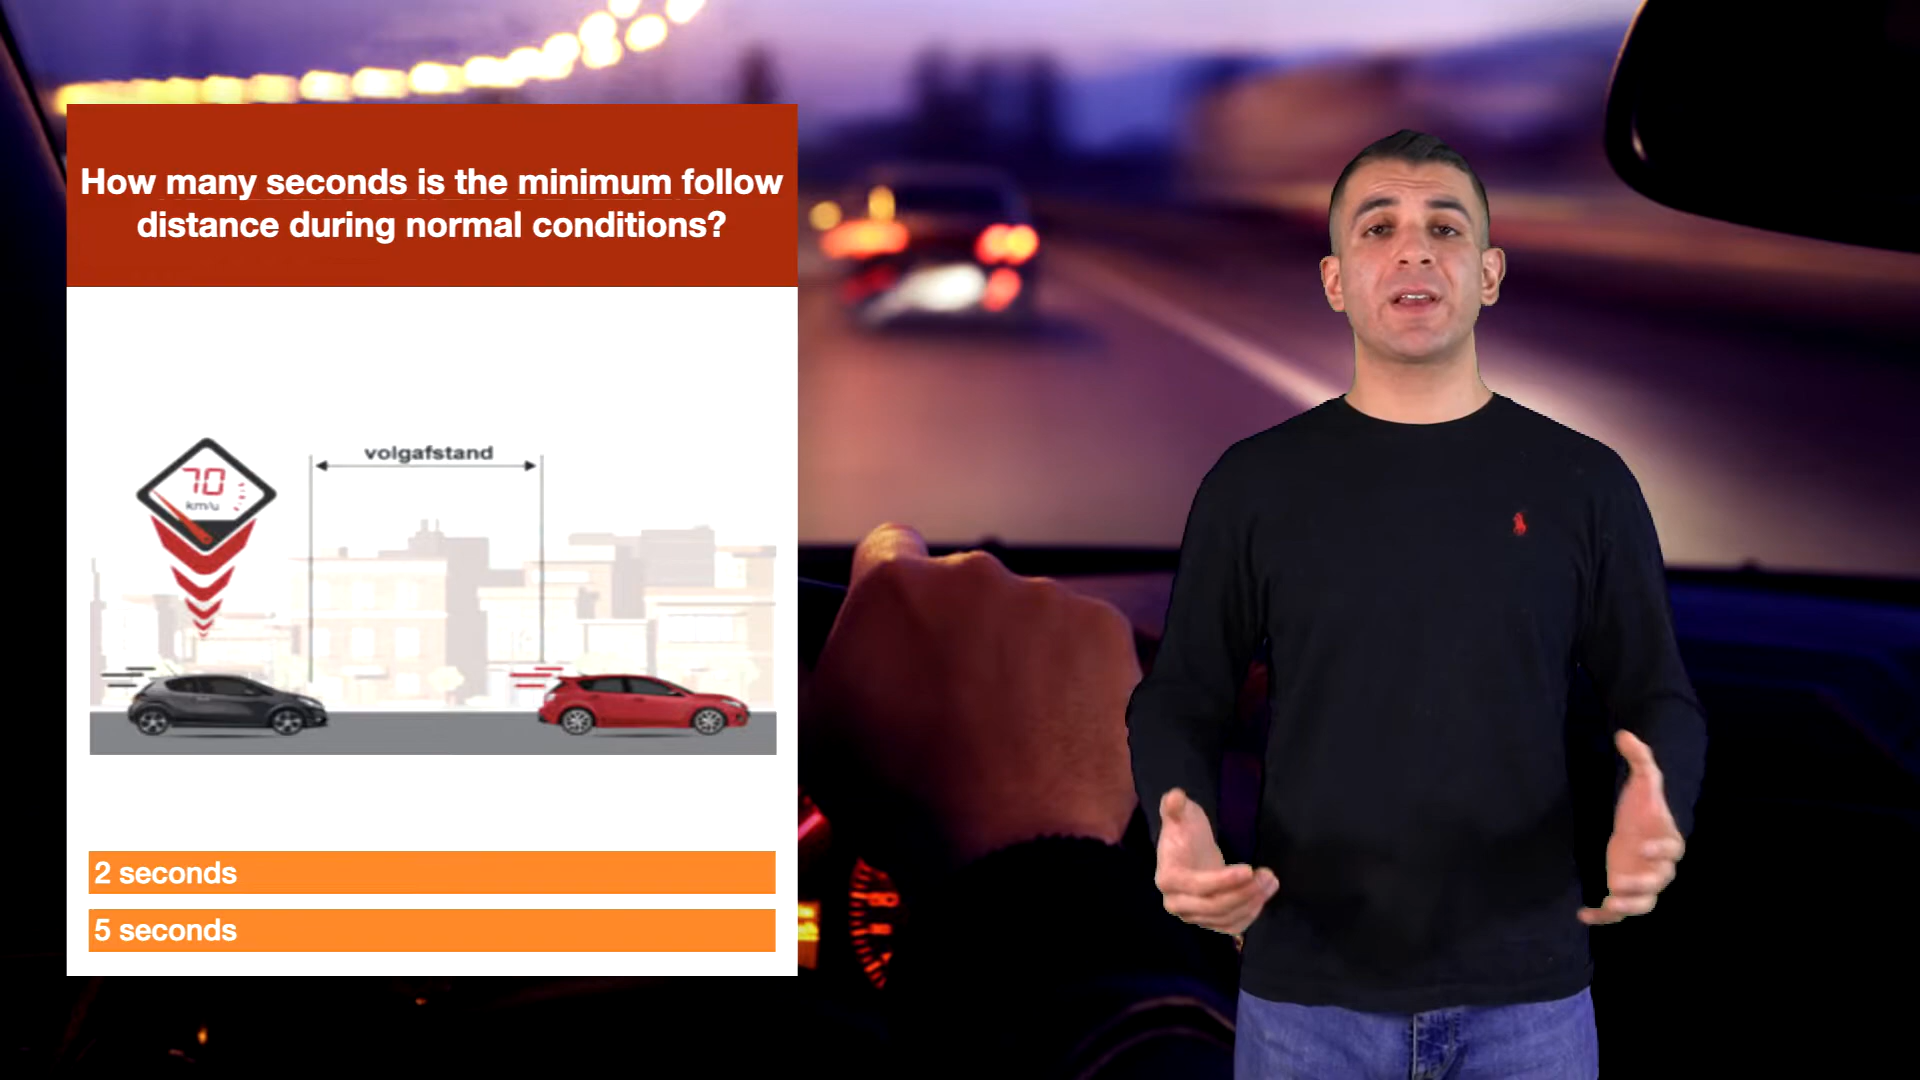 How many seconds is the minimum follow
distance during normal conditions?
volgafstand
70
km/u
2 seconds
5 seconds